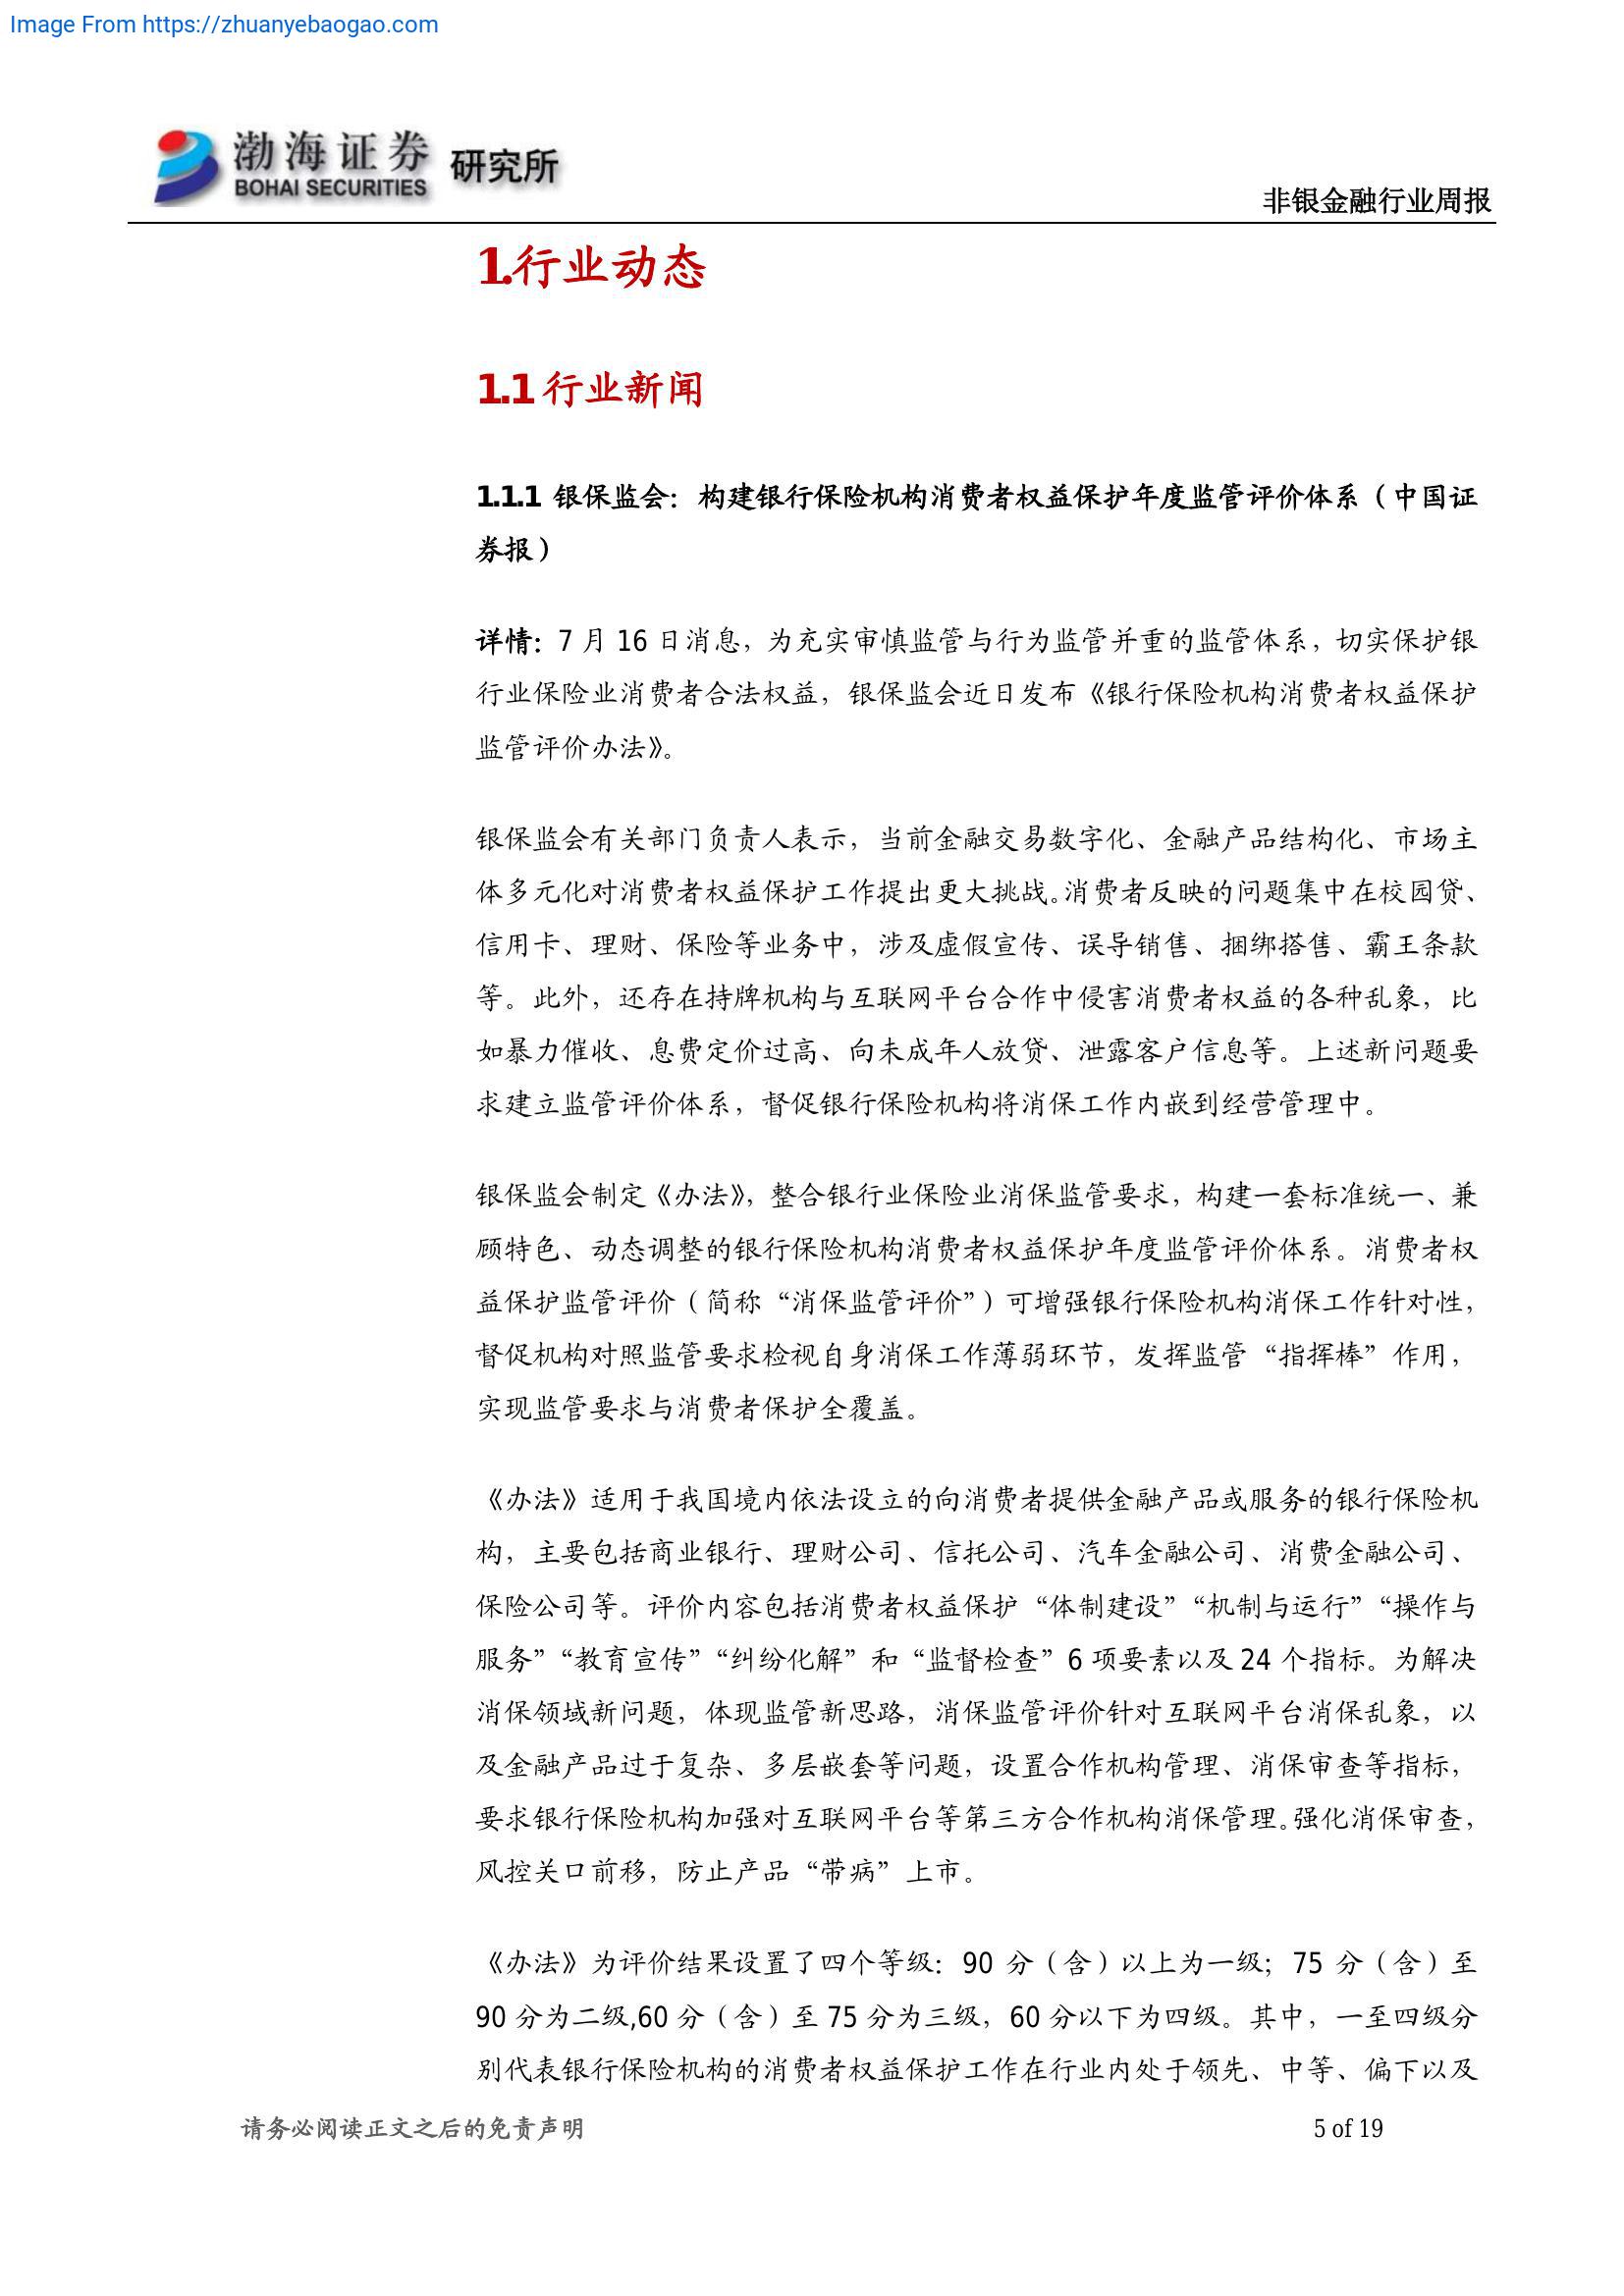 Image From https://zhuanyebaogao.com
渤海证券 研究所
BOHAI SECURITIES
非银金融行业周报
1.行业动态
1.1 行业新闻
1.1.1 银保监会：构建银行保险机构消费者权益保护年度监管评价体系（中国证
券报）
详情：7 月 16 日消息，为充实审慎监管与行为监管并重的监管体系，切实保护银
行业保险业消费者合法权益，银保监会近日发布《银行保险机构消费者权益保护
监管评价办法》。
银保监会有关部门负责人表示，当前金融交易数字化、金融产品结构化、市场主
体多元化对消费者权益保护工作提出更大挑战。消费者反映的问题集中在校园贷、
信用卡、理财、保险等业务中，涉及虚假宣传、误导销售、捆绑搭售、霸王条款
等。此外，还存在持牌机构与互联网平台合作中侵害消费者权益的各种乱象，比
如暴力催收、息费定价过高、向未成年人放贷、泄露客户信息等。上述新问题要
求建立监管评价体系，督促银行保险机构将消保工作内嵌到经营管理中。
银保监会制定《办法》，整合银行业保险业消保监管要求，构建一套标准统一、兼
顾特色、动态调整的银行保险机构消费者权益保护年度监管评价体系。消费者权
益保护监管评价（简称“消保监管评价”）可增强银行保险机构消保工作针对性，
督促机构对照监管要求检视自身消保工作薄弱环节，发挥监管“指挥棒”作用，
实现监管要求与消费者保护全覆盖。
《办法》适用于我国境内依法设立的向消费者提供金融产品或服务的银行保险机
构，主要包括商业银行、理财公司、信托公司、汽车金融公司、消费金融公司、
保险公司等。评价内容包括消费者权益保护“体制建设”“机制与运行”“操作与
服务”“教育宣传”“纠纷化解”和“监督检查”6 项要素以及 24 个指标。为解决
消保领域新问题，体现监管新思路，消保监管评价针对互联网平台消保乱象，以
及金融产品过于复杂、多层嵌套等问题，设置合作机构管理、消保审查等指标，
要求银行保险机构加强对互联网平台等第三方合作机构消保管理。强化消保审查，
风控关口前移，防止产品“带病”上市。
《办法》为评价结果设置了四个等级：90 分（含）以上为一级；75 分（含）至
90 分为二级,60 分（含）至 75 分为三级，60 分以下为四级。其中，一至四级分
别代表银行保险机构的消费者权益保护工作在行业内处于领先、中等、偏下以及
请务必阅读正文之后的免责声明
5 of 19